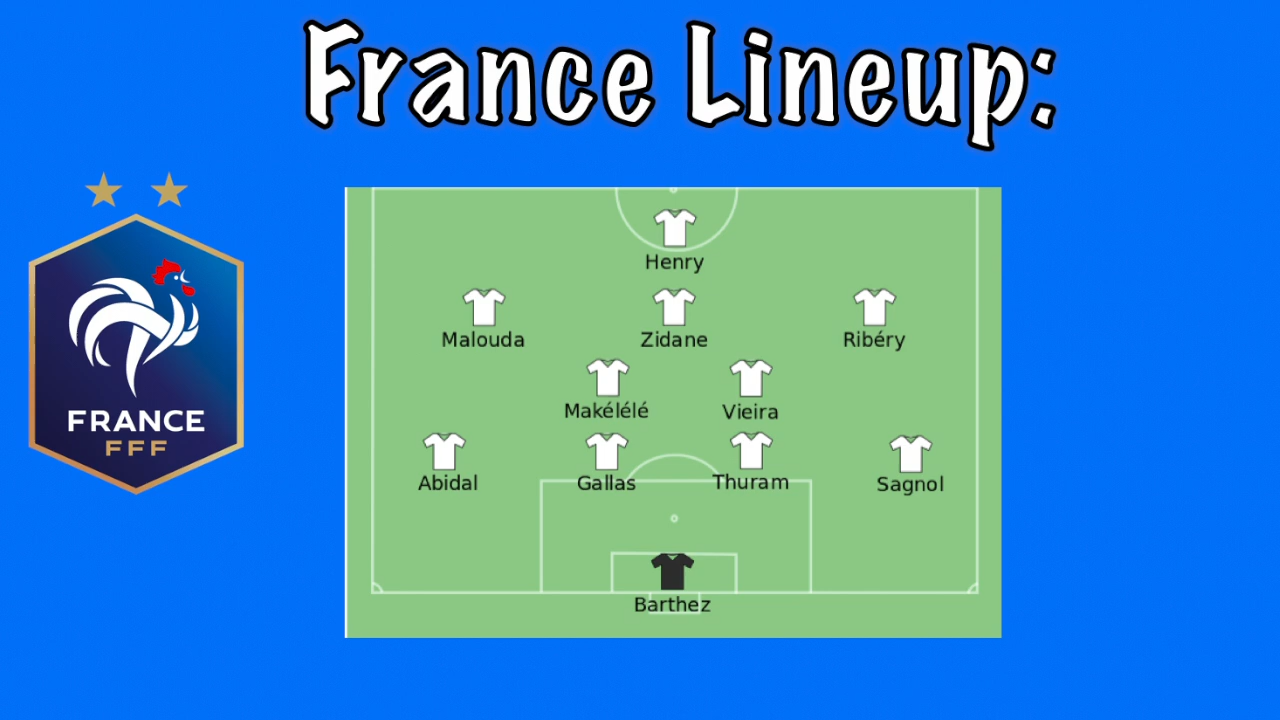 France Lineup:
Henry
Malouda Zidane Ribéry
Makélélé Vieira
Abidal Gallas Thuram Sagnol
Barthez
FRANCE
FFF